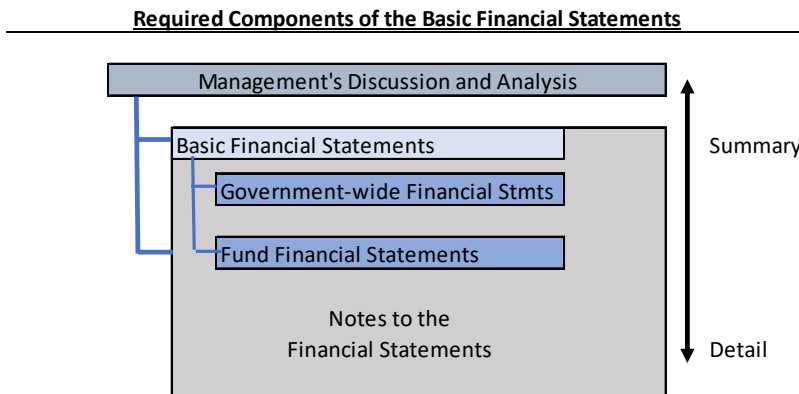 Required Components of the Basic Financial Statements
Management's Discussion and Analysis
Basic Financial Statements
Summary
Government-wide Financial Stmts
Fund Financial Statements
Notes to the
Financial Statements
Detail